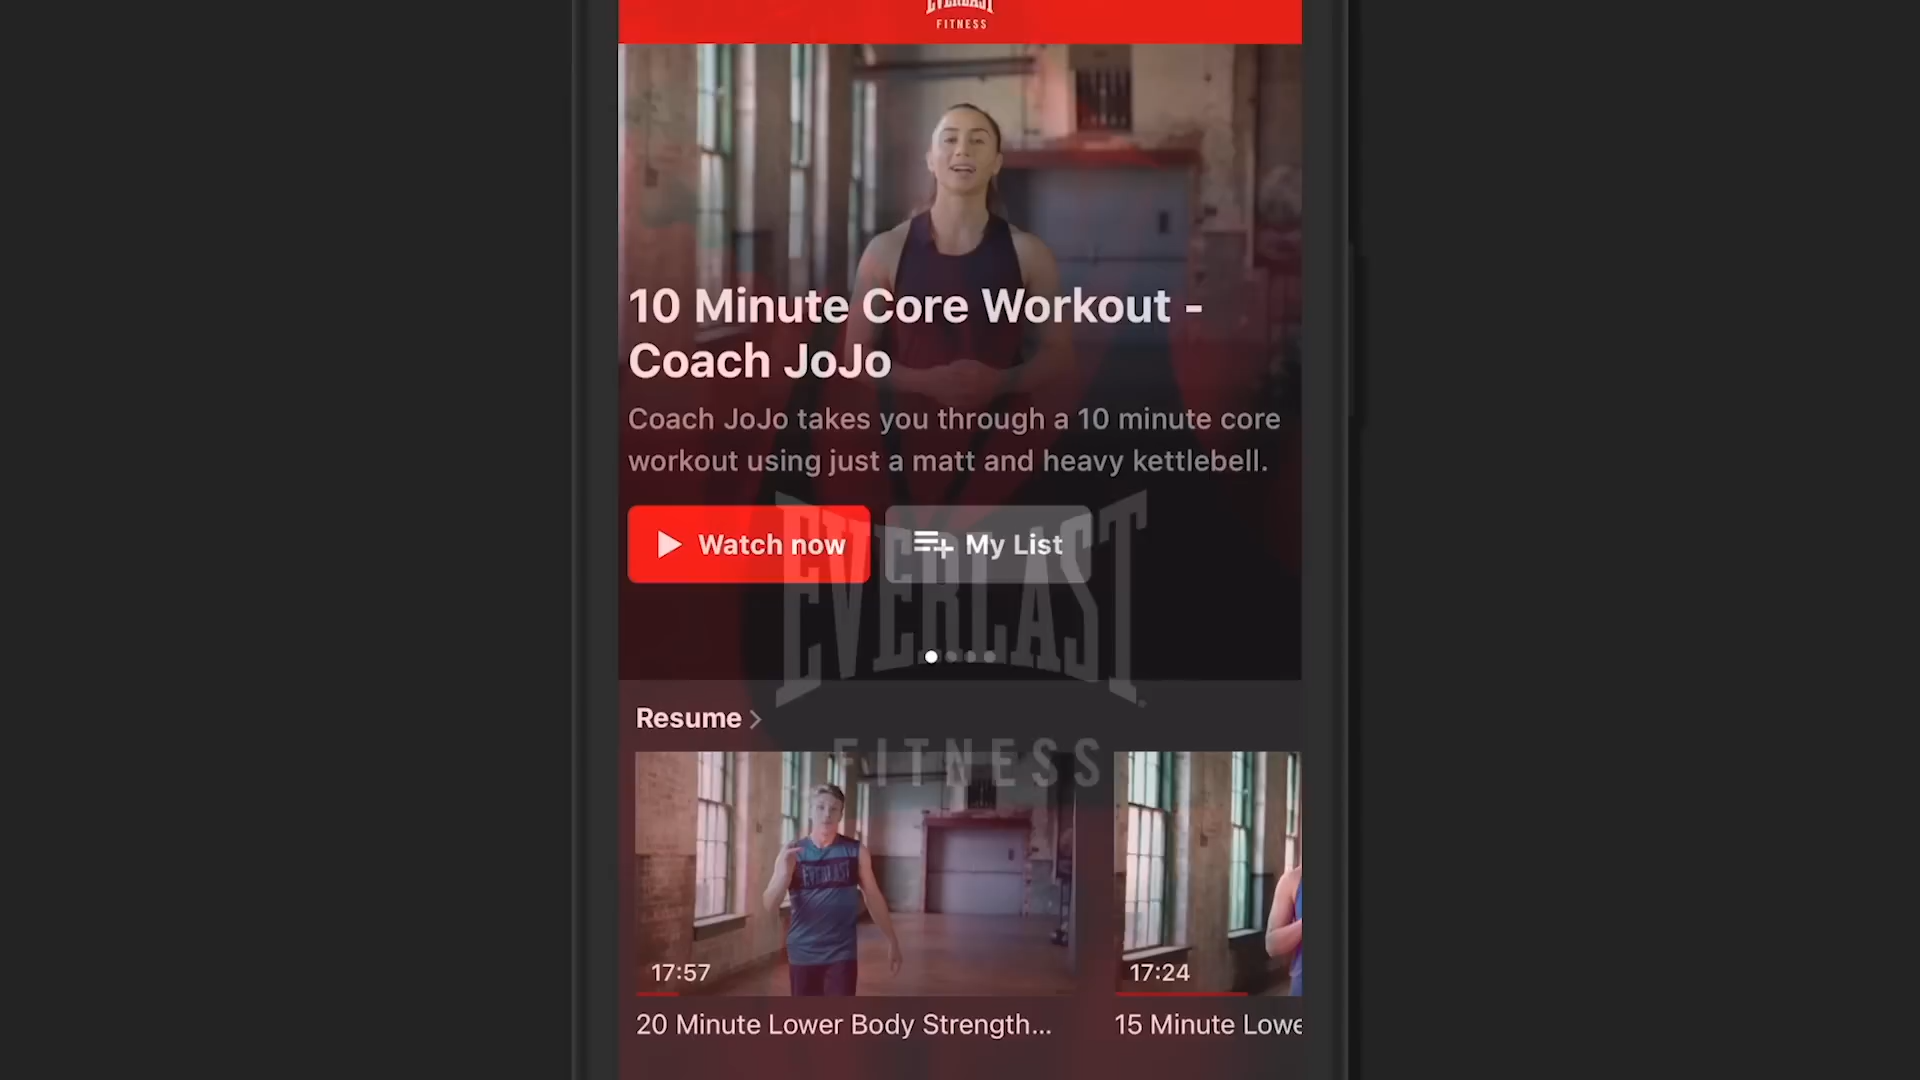 EVERLAST
FITNESS
10 Minute Core Workout -
Coach JoJo
Coach JoJo takes you through a 10 minute core
workout using just a matt and heavy kettlebell.
Watch now
My List
EVERLAST
FITNESS
Resume
EVERLAST
17:57
17:24
20 Minute Lower Body Strength...
15 Minute Lowe